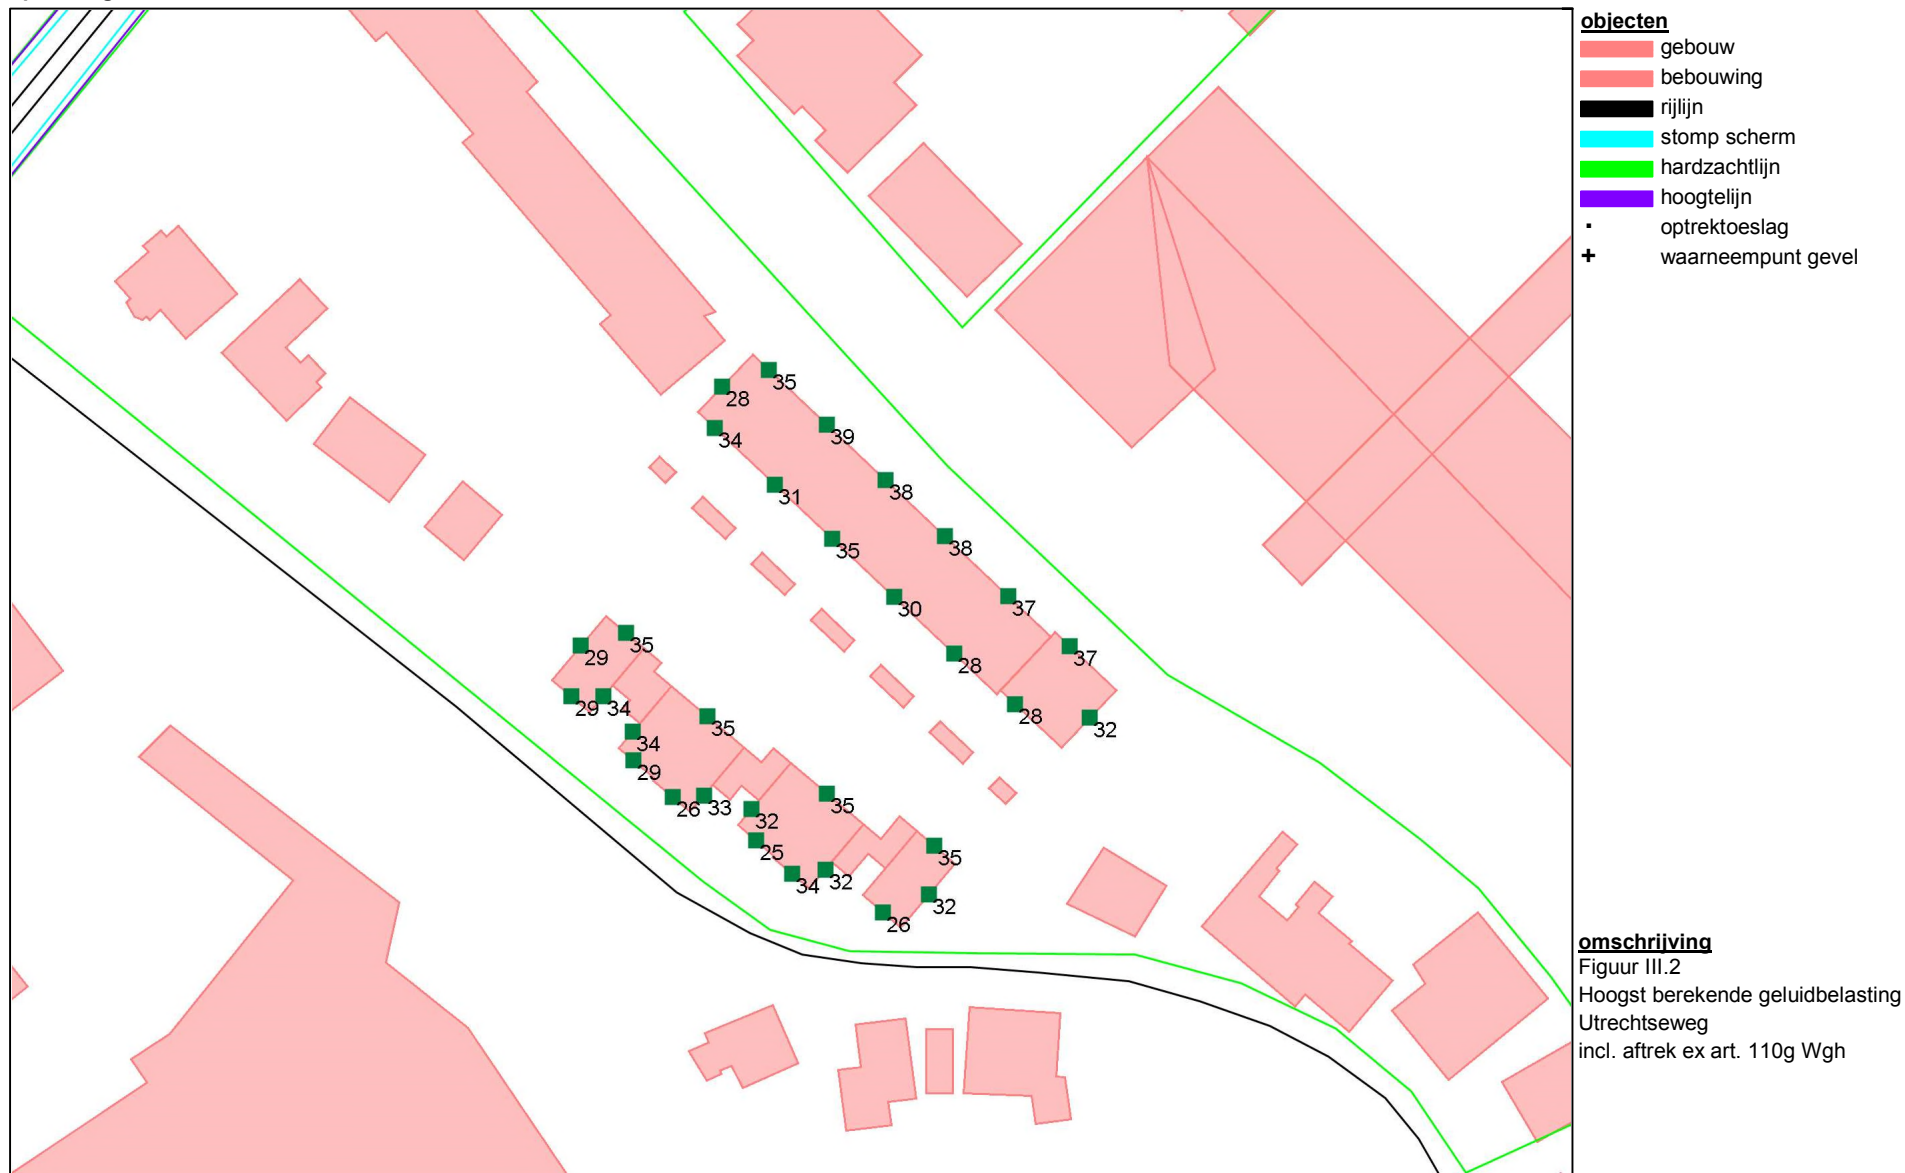 objecten
gebouw
bebouwing
rijlijn
stomp scherm
hardzachtlijn
hoogtelijn
optrektoeslag
waarneempunt gevel
35
28
39
34
38
31
38
35
37
30
37
28
28
32
35
29
29
34
35
34
29
26
33
35
32
25
34
32
35
32
26
omschrijving
Figuur III.2
Hoogst berekende geluidbelasting
Utrechtseweg
incl. aftrek ex art. 110g Wgh